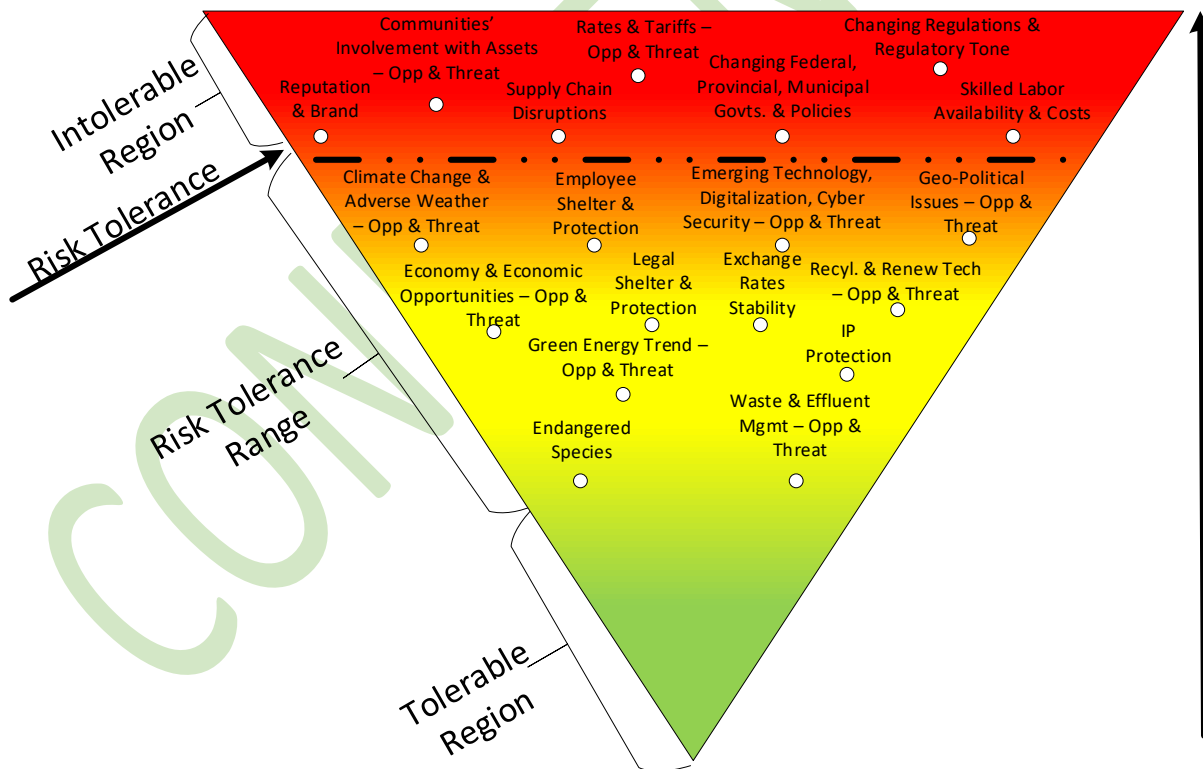 Communities’
Involvement with Assets
– Opp & Threat
Rates & Tariffs –
Opp & Threat
Changing Regulations &
Regulatory Tone
Reputation
& Brand
Supply Chain
Disruptions
Changing Federal,
Provincial, Municipal
Govts. & Policies
Skilled Labor
Availability & Costs
Intolerable
Region
Risk Tolerance
Climate Change &
Adverse Weather
– Opp & Threat
Employee
Shelter &
Protection
Emerging Technology,
Digitalization, Cyber
Security – Opp & Threat
Geo-Political
Issues – Opp &
Threat
Economy & Economic
Opportunities – Opp &
Threat
Legal
Shelter &
Protection
Exchange
Rates
Stability
Recyl. & Renew Tech
– Opp & Threat
Green Energy Trend –
Opp & Threat
IP
Protection
Risk Tolerance
Range
Endangered
Species
Waste & Effluent
Mgmt – Opp &
Threat
Tolerable
Region
CON